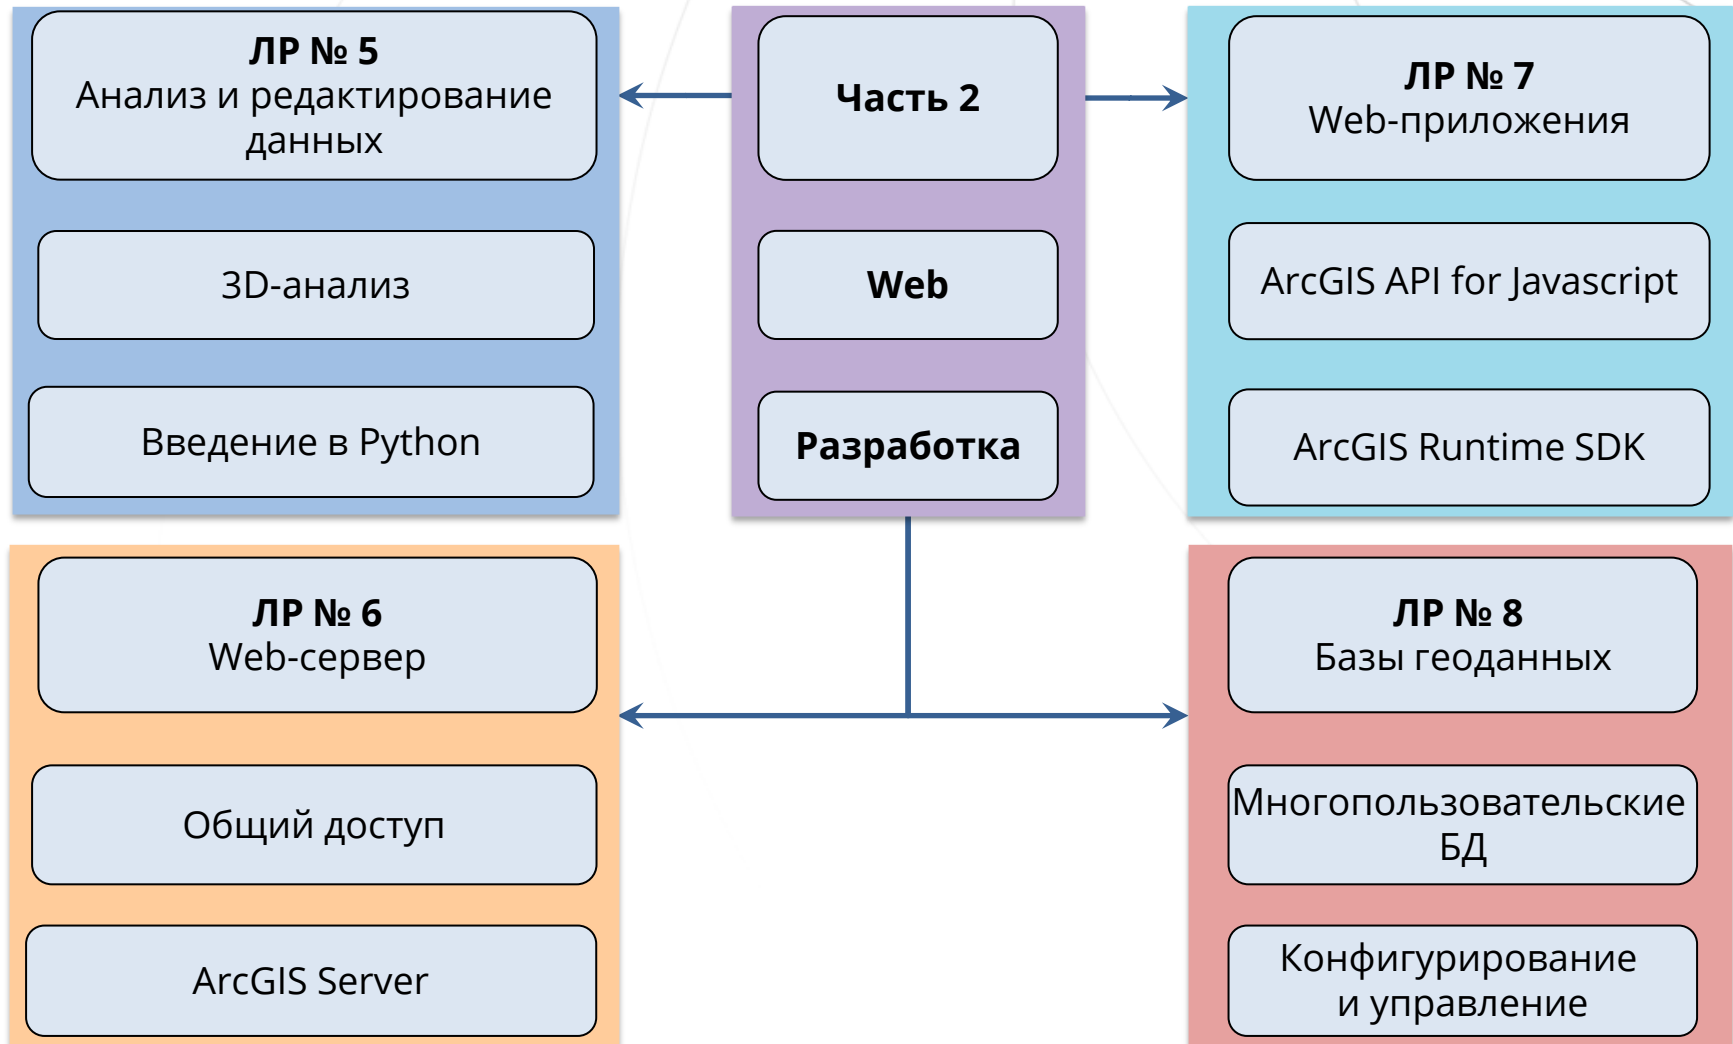 ЛР № 5
Анализ и редактирование
данных
3D-анализ
Введение в Python
Часть 2
Web
Разработка
ЛР № 7
Web-приложения
ArcGIS API for Javascript
ArcGIS Runtime SDK
ЛР № 6
Web-сервер
Общий доступ
ArcGIS Server
ЛР № 8
Базы геоданных
Многопользовательские
БД
Конфигурирование
и управление